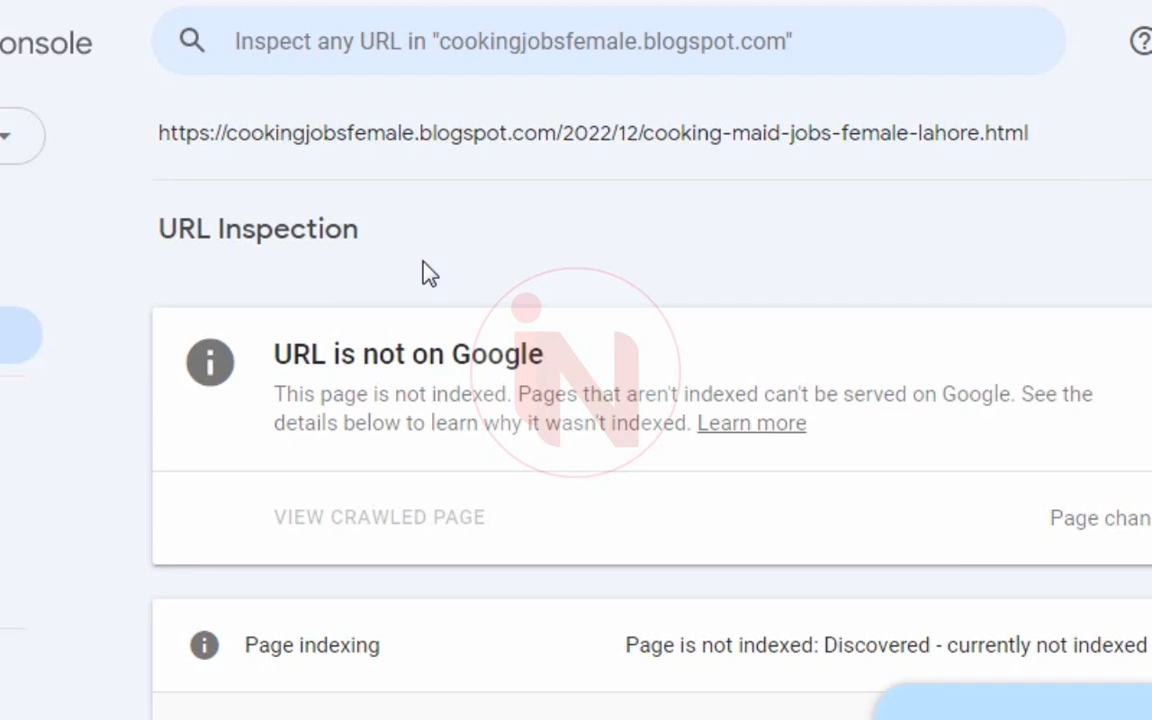 onsole
Inspect any URL in "cookingjobsfemale.blogspot.com"
https://cookingjobsfemale.blogspot.com/2022/12/cooking-maid-jobs-female-lahore.html
URL Inspection
URL is not on Google
This page is not indexed. Pages that aren't indexed can't be served on Google. See the
details below to learn why it wasn't indexed. Learn more
iN
VIEW CRAWLED PAGE
Page chan
Page indexing
Page is not indexed: Discovered - currently not indexed